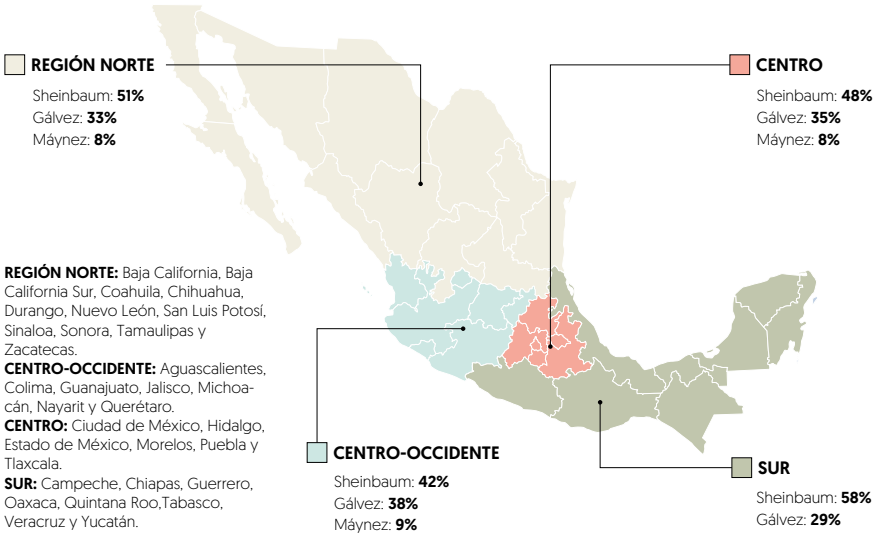 REGIÓN NORTE
Sheinbaum: 51%
Gálvez: 33%
Máynez: 8%
CENTRO
Sheinbaum: 48%
Gálvez: 35%
Máynez: 8%
REGIÓN NORTE: Baja California, Baja
California Sur, Coahuila, Chihuahua,
Durango, Nuevo León, San Luis Potosí,
Sinaloa, Sonora, Tamaulipas y
Zacatecas.
CENTRO-OCCIDENTE: Aguascalientes,
Colima, Guanajuato, Jalisco, Michoa-
cán, Nayarit y Querétaro.
CENTRO: Ciudad de México, Hidalgo,
Estado de México, Morelos, Puebla y
Tlaxcala.
SUR: Campeche, Chiapas, Guerrero,
Oaxaca, Quintana Roo,Tabasco,
Veracruz y Yucatán.
CENTRO-OCCIDENTE
Sheinbaum: 42%
Gálvez: 38%
Máynez: 9%
SUR
Sheinbaum: 58%
Gálvez: 29%